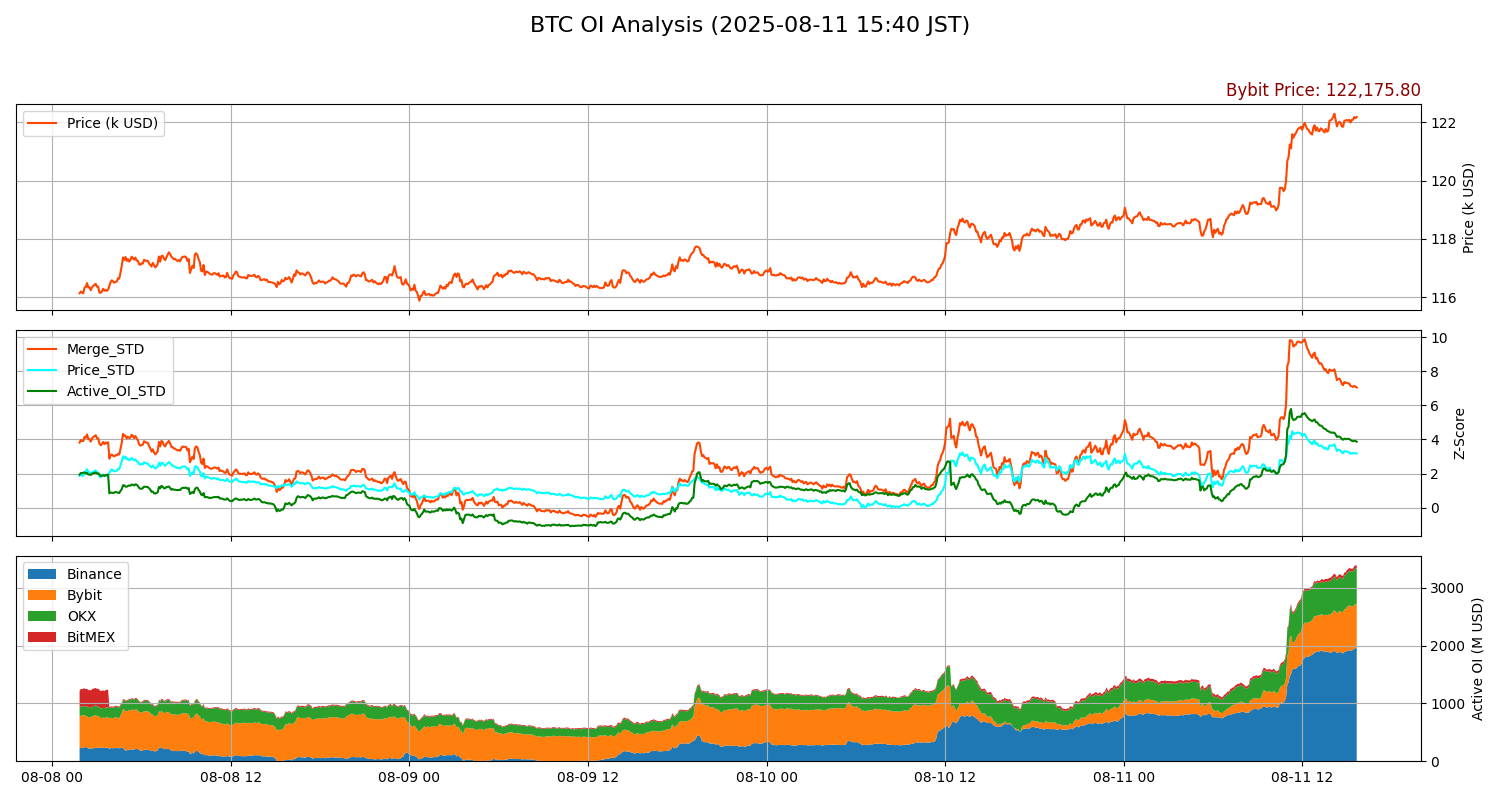 BTC OI Analysis (2025-08-11 15:40 JST)
Bybit Price: 122,175.80
Price (k USD)
122
120
118
116
Price (k USD)
Merge_STD
Price_STD
Active_OI_STD
10
8
6
4
2
0
Z-Score
Binance
Bybit
OKX
BitMEX
3000
2000
1000
0
Active OI (M USD)
08-08 00
08-08 12
08-09 00
08-09 12
08-10 00
08-10 12
08-11 00
08-11 12